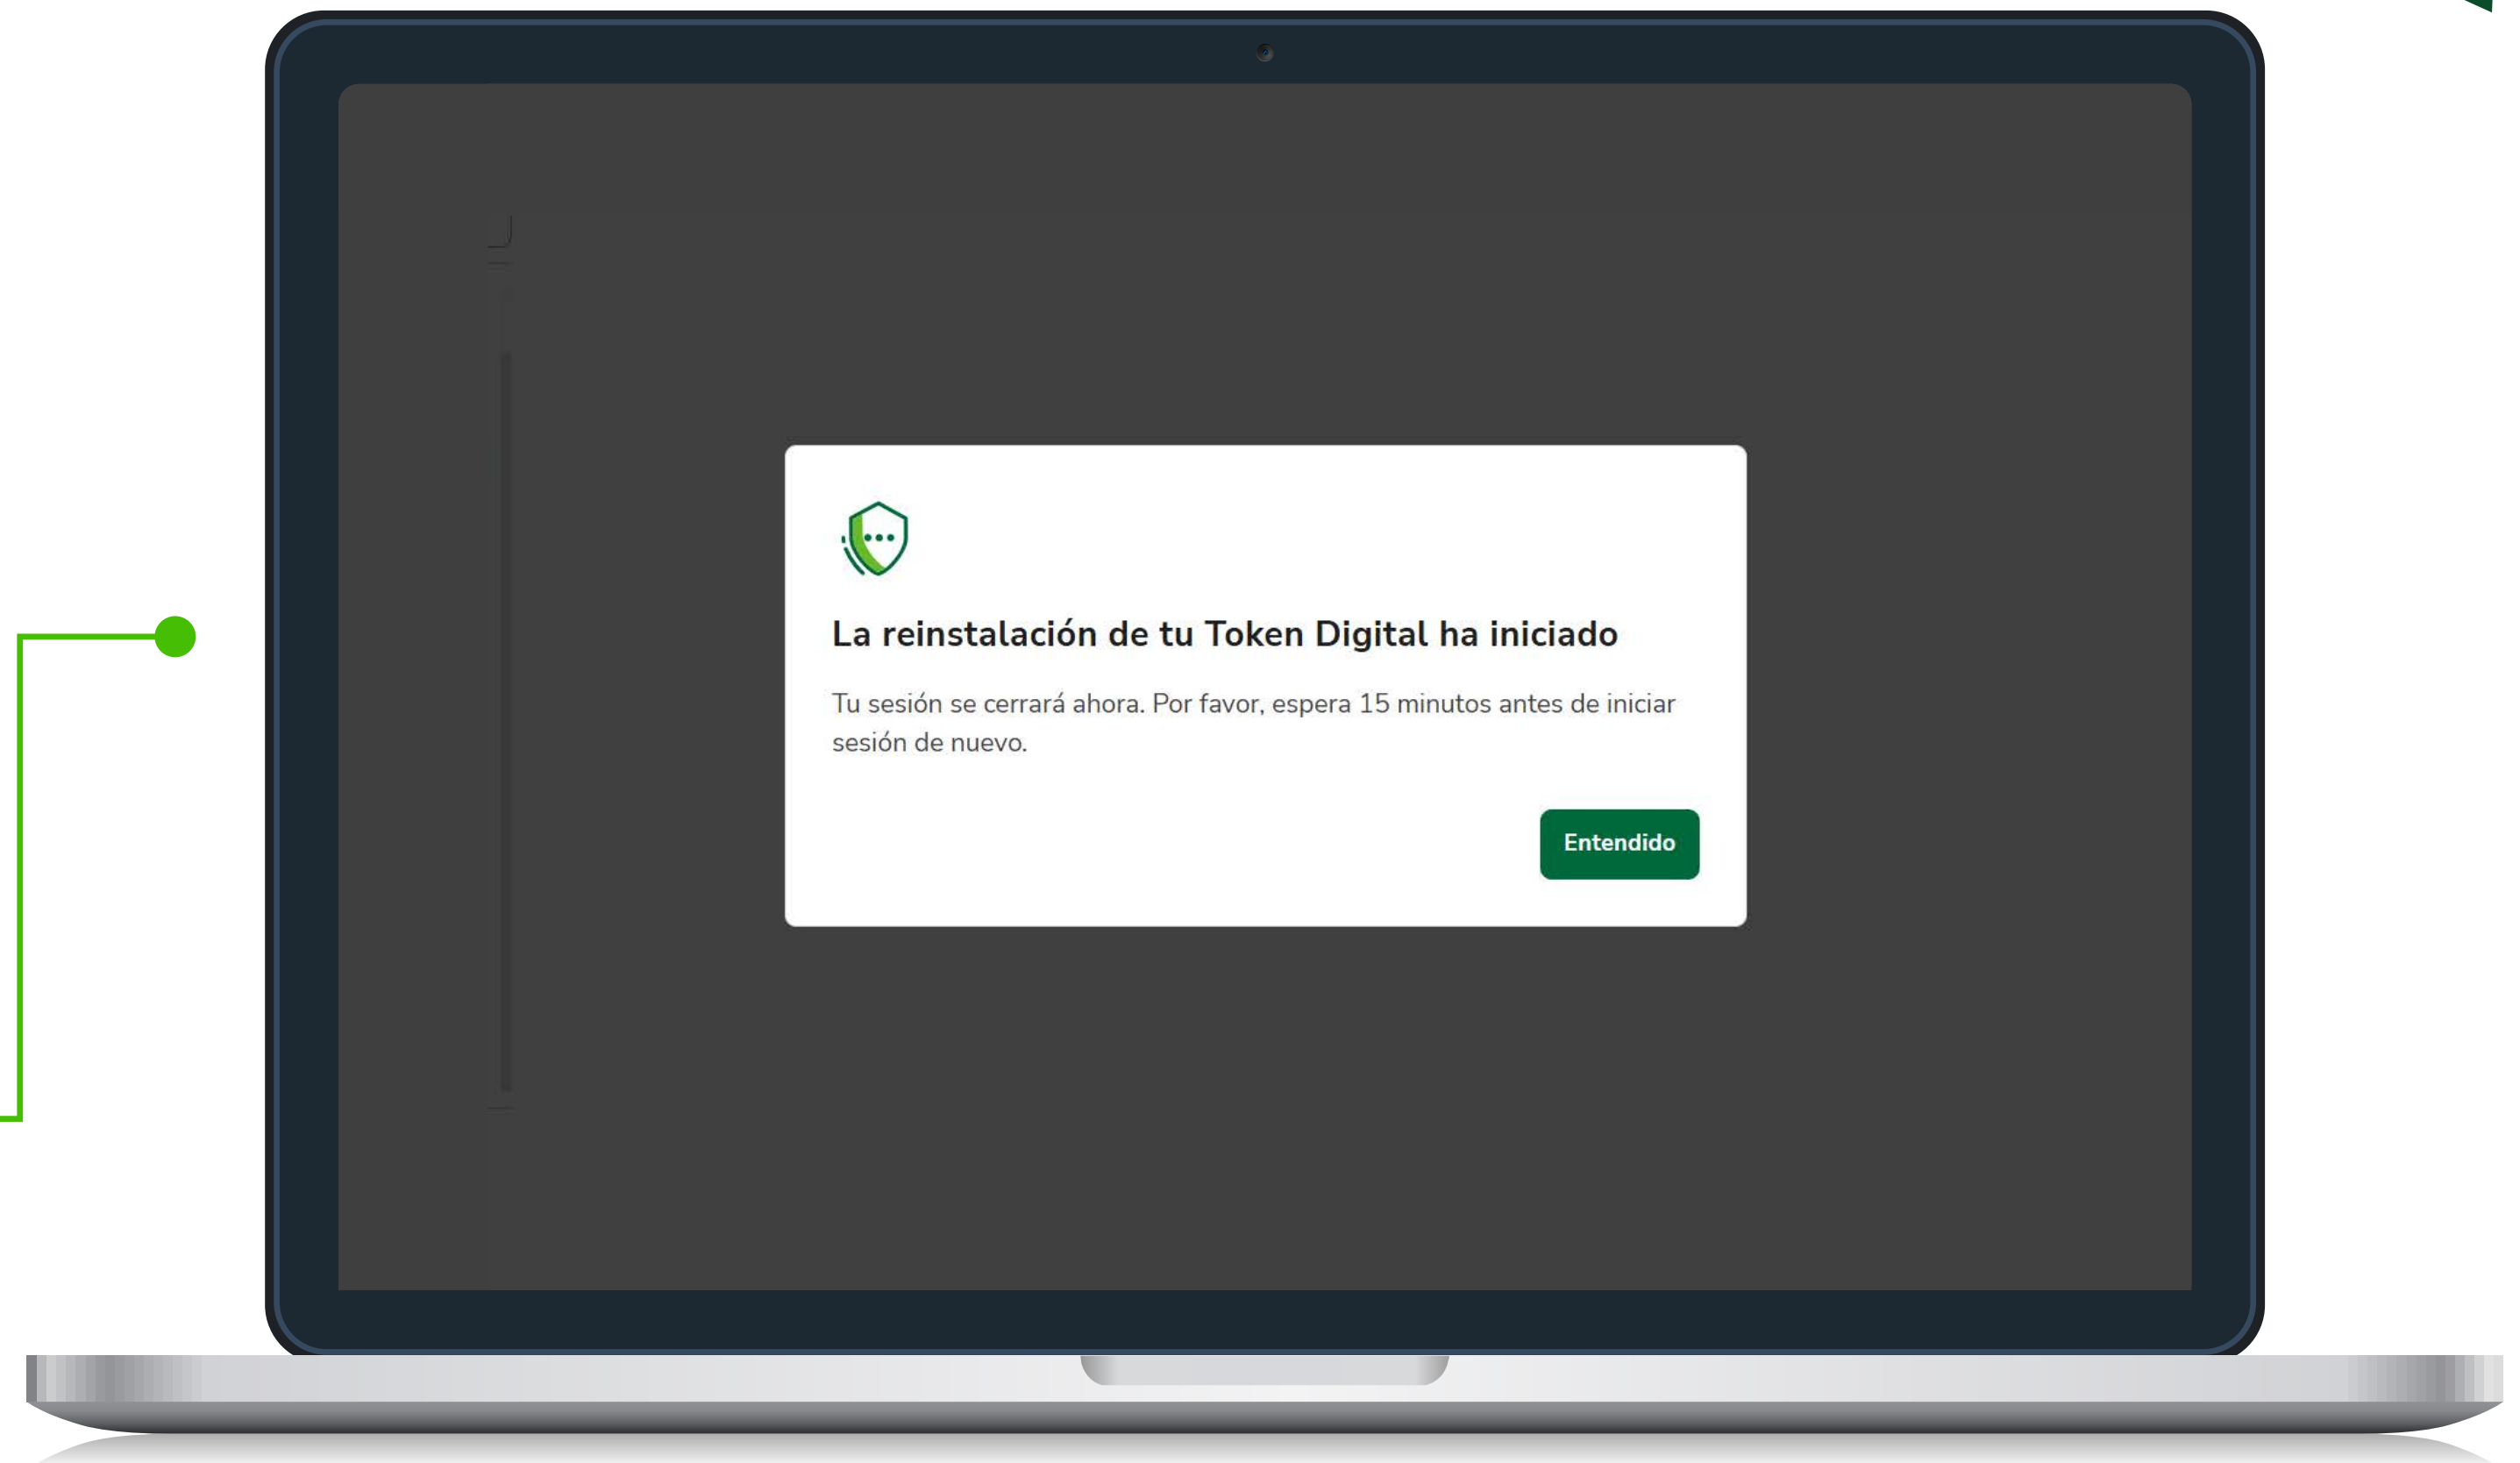 La reinstalación de tu Token Digital ha iniciado
Tu sesión se cerrará ahora. Por favor, espera 15 minutos antes de iniciar
sesión de nuevo.
Entendido